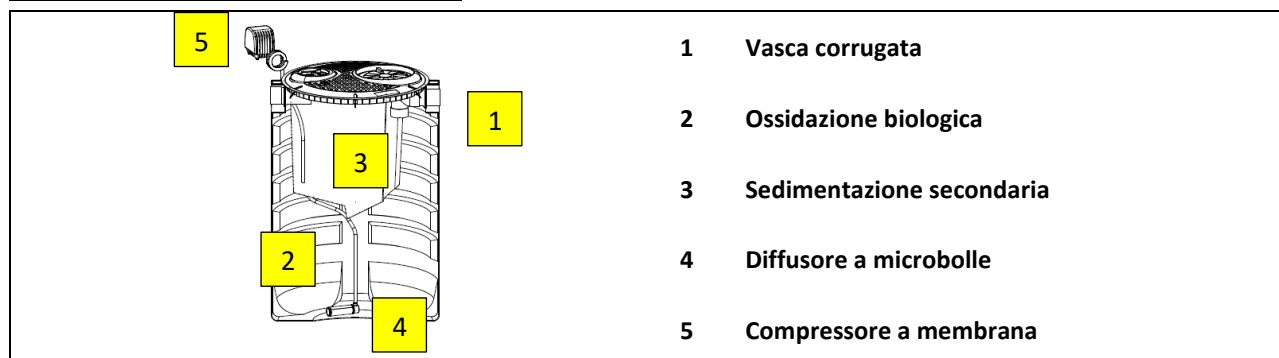 5
1
3
2
4
1 Vasca corrugata
2 Ossidazione biologica
3 Sedimentazione secondaria
4 Diffusore a microbolle
5 Compressore a membrana